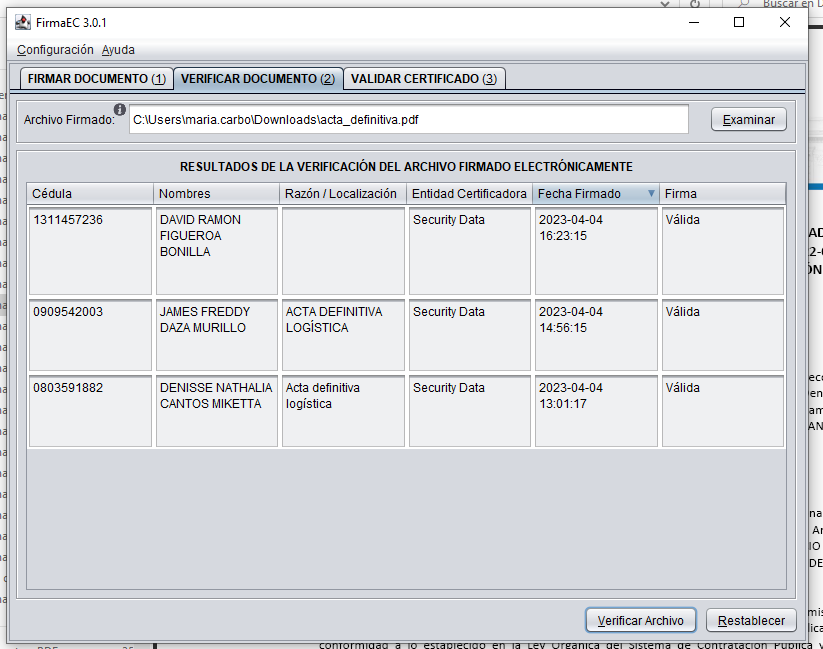 Buscar en D
FirmaEC 3.0.1
Configuración Ayuda
FIRMAR DOCUMENTO (1) VERIFICAR DOCUMENTO (2) VALIDAR CERTIFICADO (3)
Archivo Firmado: C:\Users\maria.carbo\Downloads\acta_definitiva.pdf Examinar
RESULTADOS DE LA VERIFICACIÓN DEL ARCHIVO FIRMADO ELECTRÓNICAMENTE
Cédula Nombres Razón / Localización Entidad Certificadora Fecha Firmado Firma
1311457236 DAVID RAMON Security Data 2023-04-04 Válida
FIGUEROA 16:23:15
BONILLA
0909542003 JAMES FREDDY ACTA DEFINITIVA Security Data 2023-04-04 Válida
DAZA MURILLO LOGÍSTICA 14:56:15
0803591882 DENISSE NATHALIA Acta definitiva Security Data 2023-04-04 Válida
CANTOS MIKETTA logística 13:01:17
Verificar Archivo Restablecer
conformidad a lo establecido en la Ley Orgánica del Sistema de Contratación Pública y